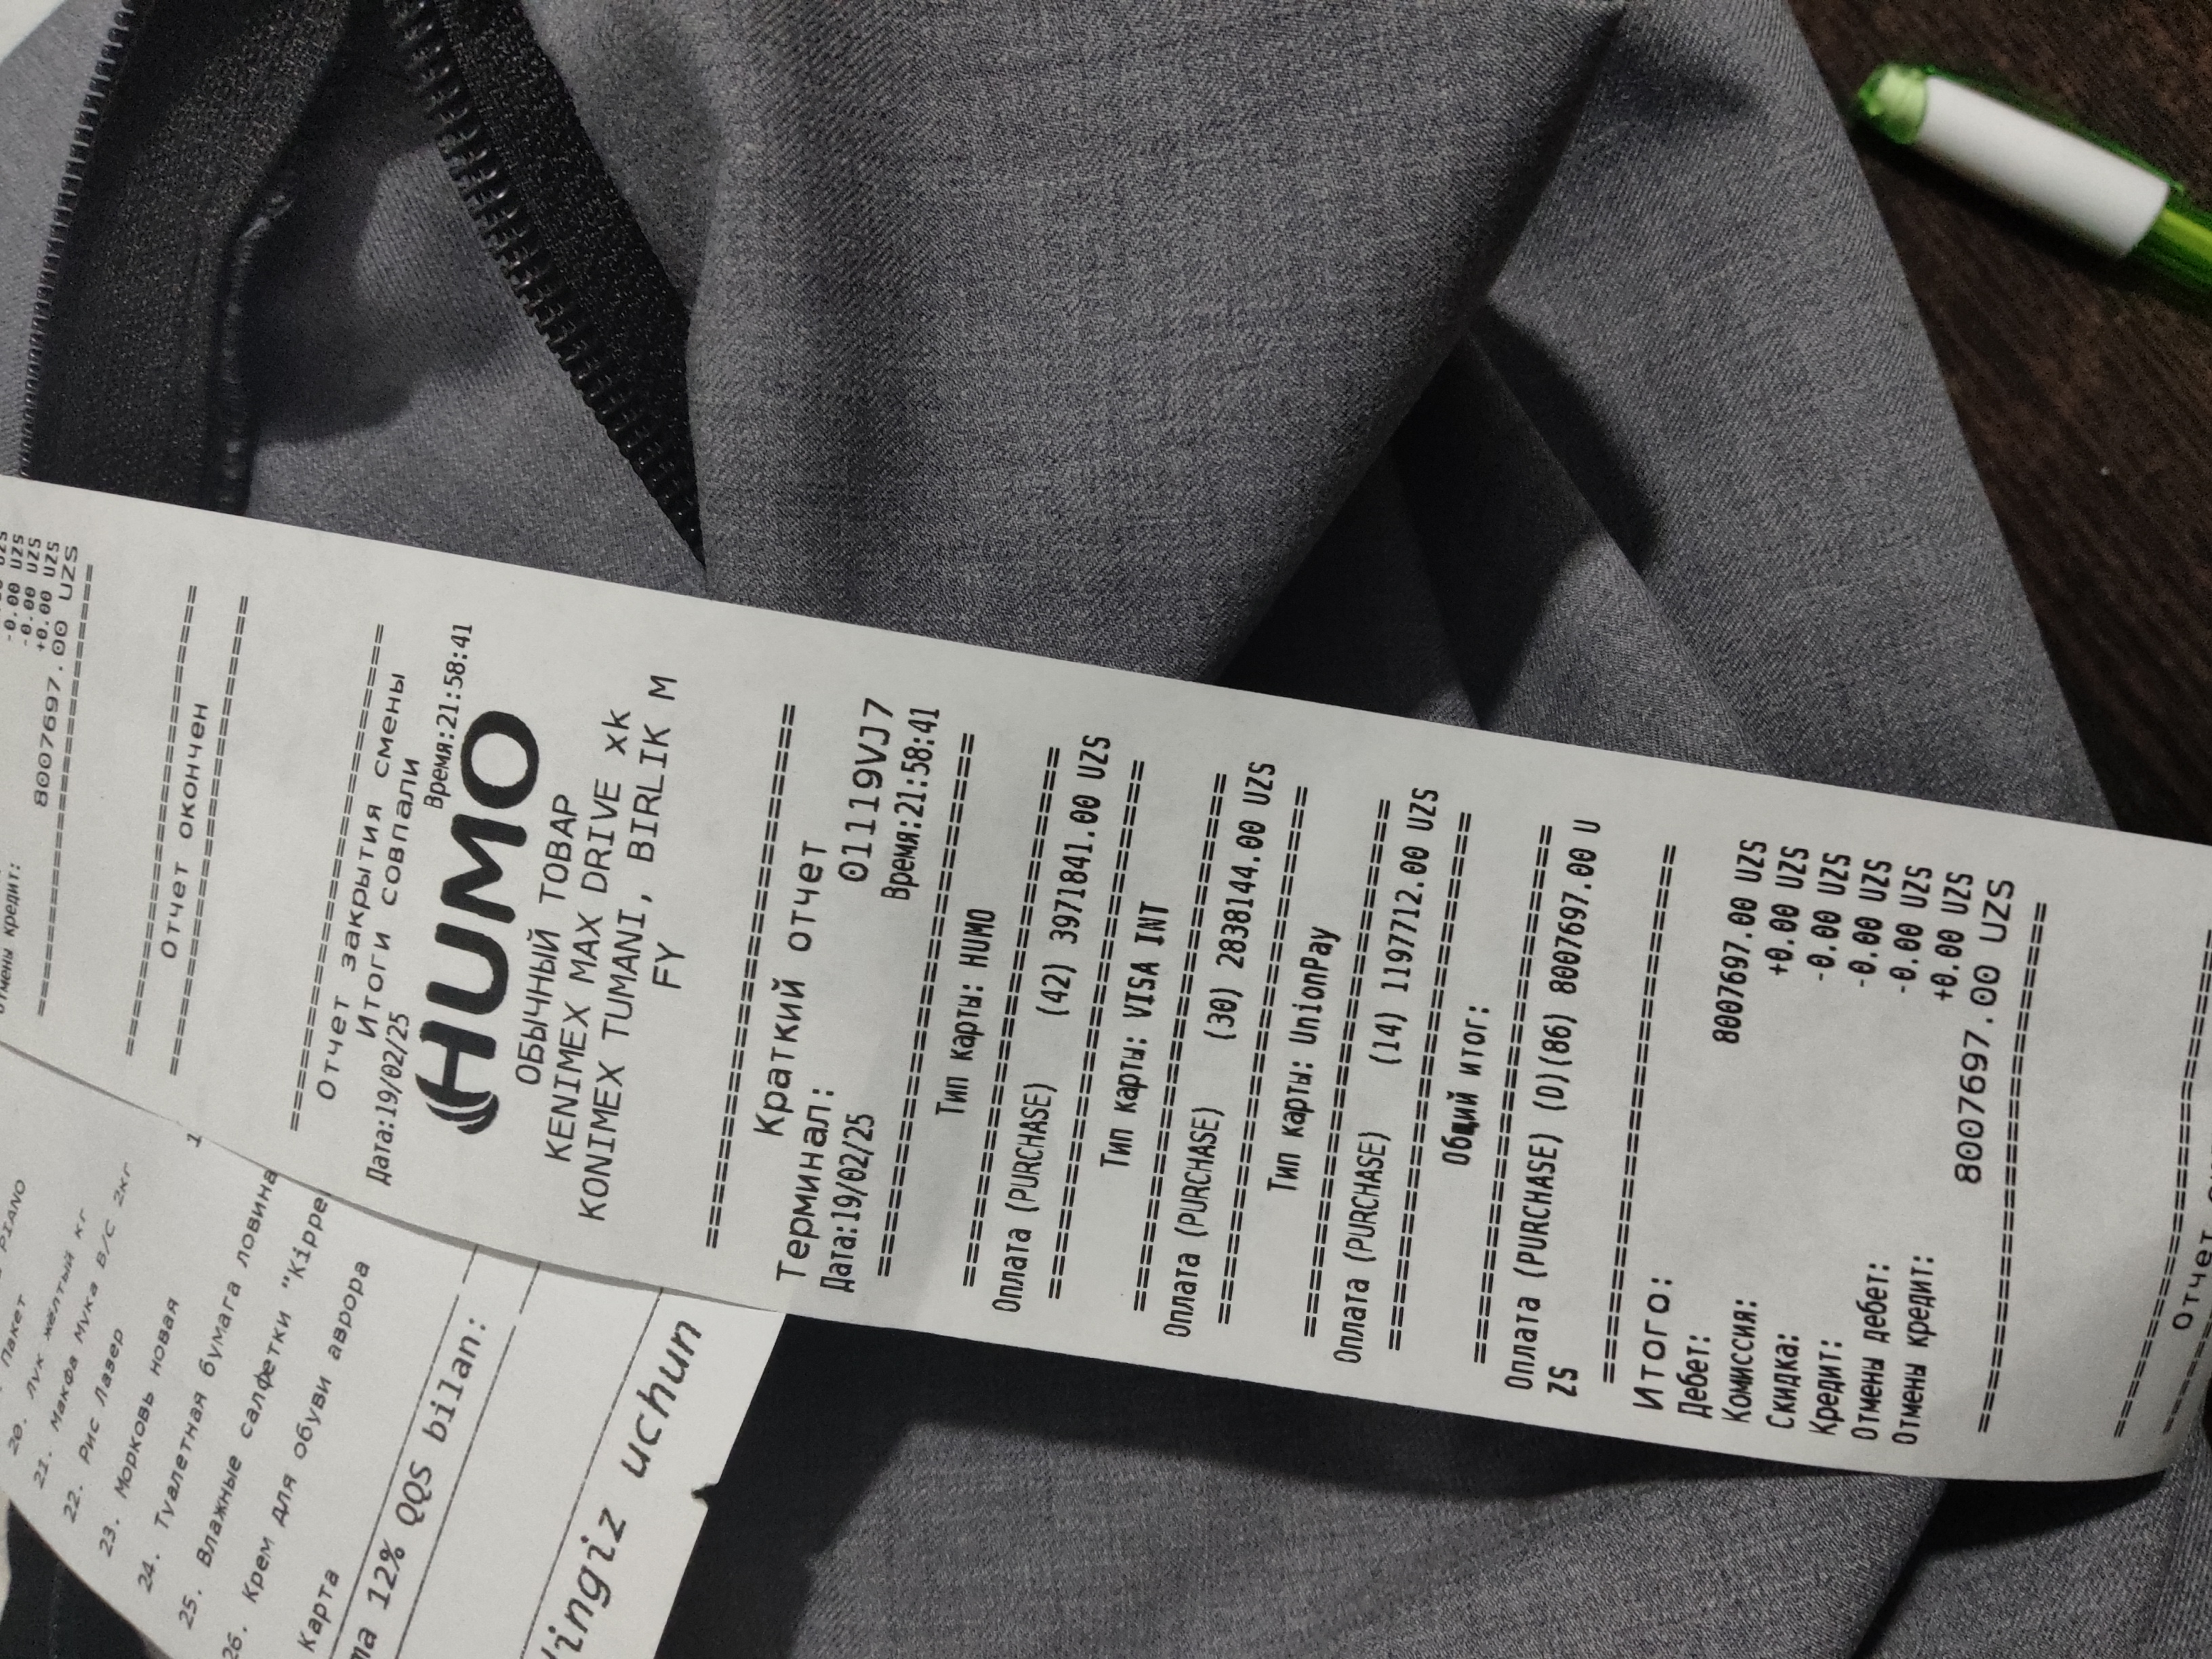 UZS
-0.00 UZS
-0.00 UZS
+0.00 UZS
Отмены кредит:
8007697.00 UZS
==============================
==============================
Отчет окончен
==============================
==============================
Отчет закрытия смены
Итоги совпали
Дата:19/02/25 Время:21:58:41
HUMO
ОБЫЧНЫЙ ТОВАР
KENIMEX MAX DRIVE xk
KONIMEX TUMANI, BIRLIK M
FY
==============================
Краткий отчет
Терминал: 01119VJ7
Дата:19/02/25 Время:21:58:41
==============================
Тип карты: HUMO
==============================
Оплата (PURCHASE) (42) 3971841.00 UZS
==============================
Тип карты: VISA INT
==============================
Оплата (PURCHASE) (30) 2838144.00 UZS
==============================
Тип карты: UnionPay
==============================
Оплата (PURCHASE) (14) 1197712.00 UZS
==============================
Общий итог:
==============================
Оплата (PURCHASE) (D)(86) 8007697.00 U
ZS
==============================
Итого:
Дебет: 8007697.00 UZS
Комиссия: +0.00 UZS
Скидка: -0.00 UZS
Кредит: -0.00 UZS
Отмены дебет: -0.00 UZS
Отмены кредит: +0.00 UZS
8007697.00 UZS
==============================
==============================
Отчет
==============================
PIANO
Пакет
20. Лук жёлтый кг
21. Макфа Мука В/С 2кг
22. Рис Лазер
23. Морковь новая
24. Туалетная бумага ловина
25. Влажные салфетки "Kippe
26. Крем для обуви аврора
1
Карта
ma 12% QQS bilan:
dingiz uchun